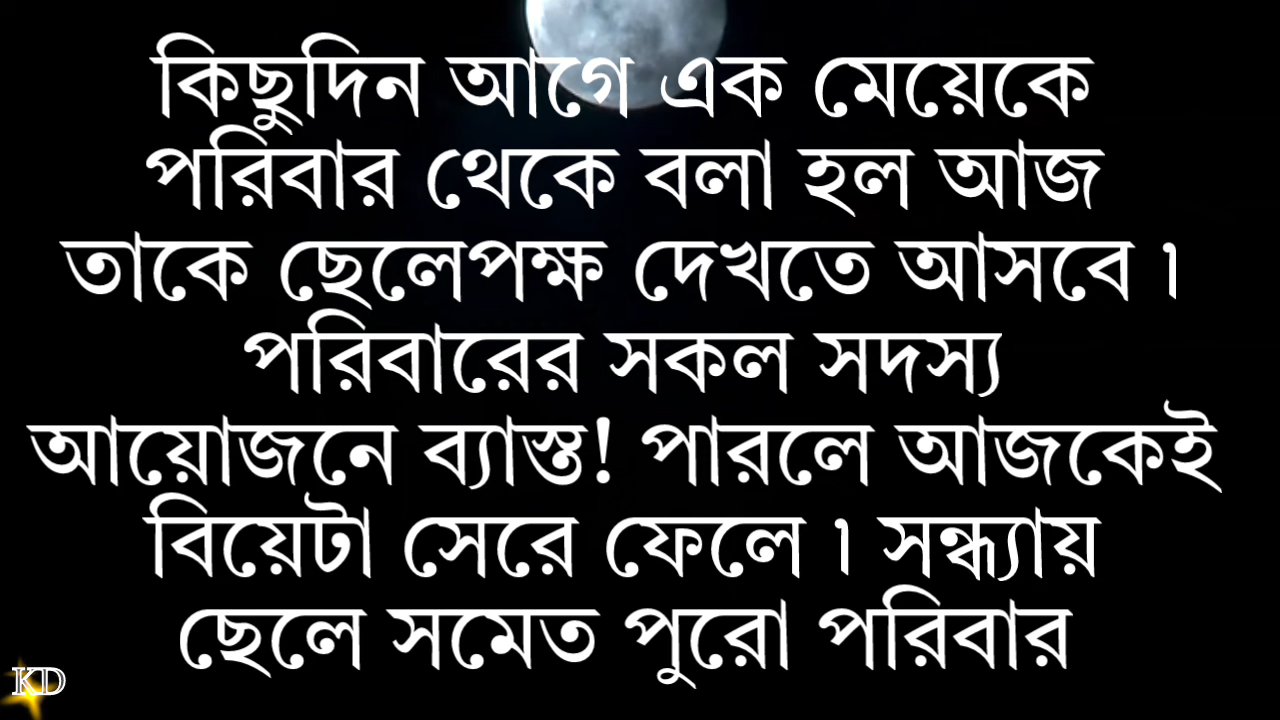 কিছুদিন আগে এক মেয়েকে
পরিবার থেকে বলা হল আজ
তাকে ছেলেপক্ষ দেখতে আসবে ৷
পরিবারের সকল সদস্য
আয়োজনে ব্যাস্ত! পারলে আজকেই
বিয়েটা সেরে ফেলে ৷ সন্ধ্যায়
ছেলে সমেত পুরো পরিবার
KD